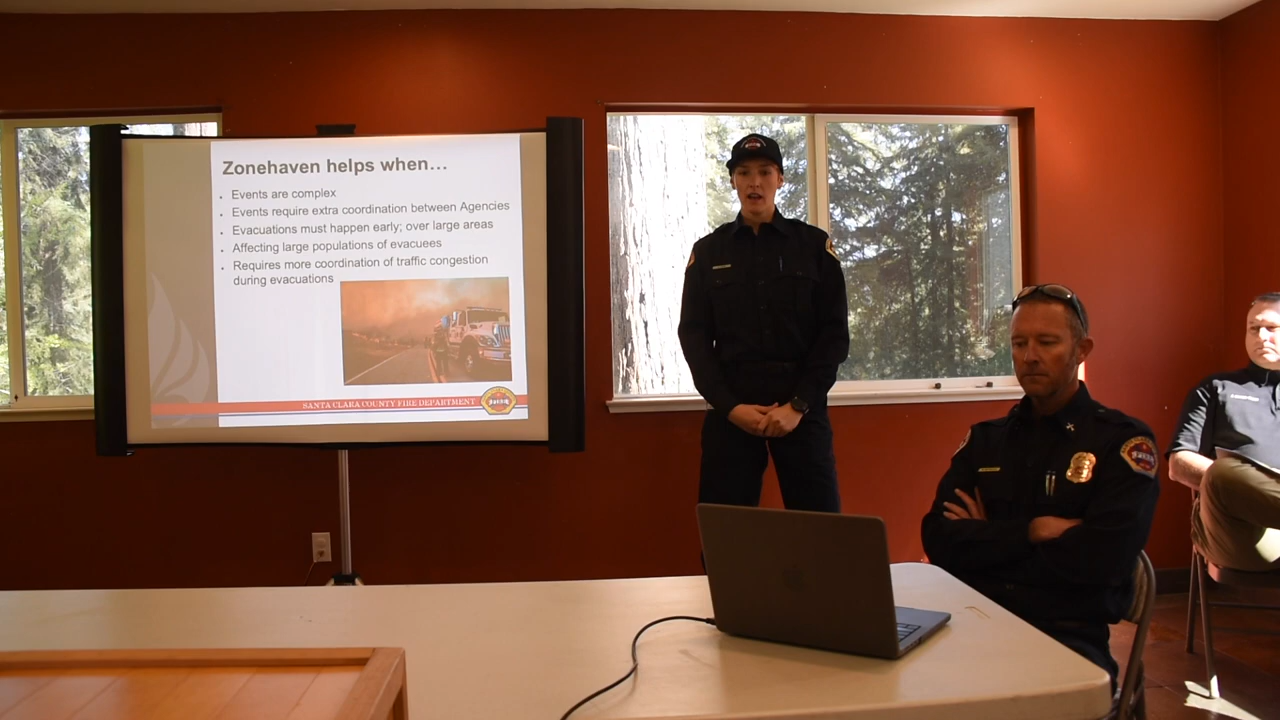 Zonehaven helps when…
• Events are complex
• Events require extra coordination between Agencies
• Evacuations must happen early; over large areas
• Affecting large populations of evacuees
• Requires more coordination of traffic congestion
during evacuations
SANTA CLARA COUNTY FIRE DEPARTMENT